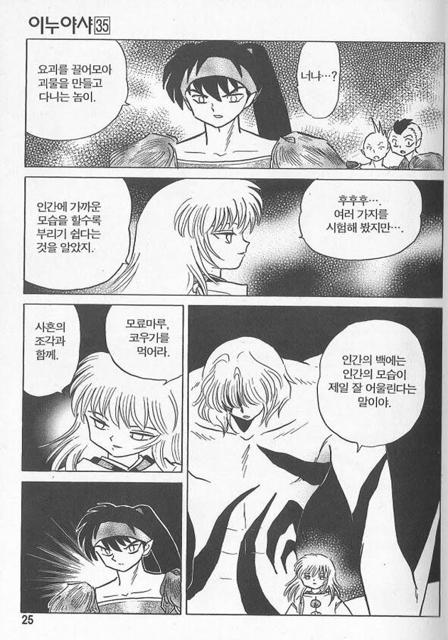 이누야샤 35
너냐…?
요괴를 끌어모아
괴물을 만들고
다니는 놈이.
후후후….
여러 가지를
시험해 봤지만….
인간에 가까운
모습을 할수록
부리기 쉽다는
것을 알았지.
인간의 백에는
인간의 모습이
제일 잘 어울린다는
말이야.
모료마루,
코우가를
먹어라.
사혼의
조각과
함께.
25